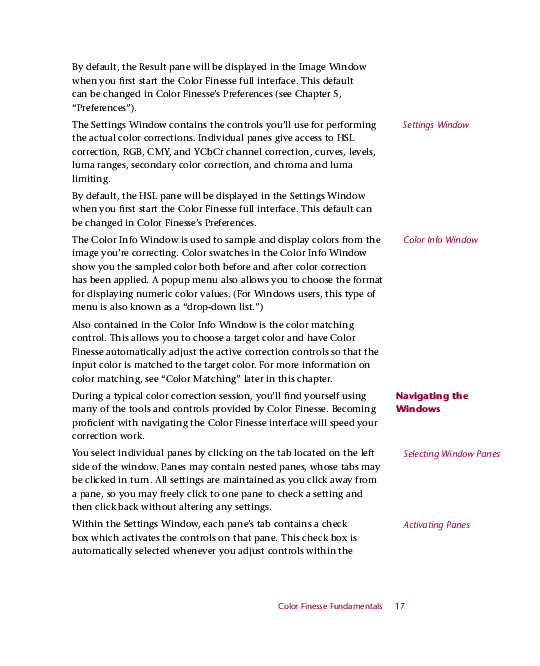 By default, the Result pane will be displayed in the Image Window
when you first start the Color Finesse full interface. This default
can be changed in Color Finesse's Preferences (see Chapter 5,
“Preferences”).
The Settings Window contains the controls you'll use for performing
the actual color corrections. Individual panes give access to HSL
correction, RGB, CMY, and YCbCr channel correction, curves, levels,
luma ranges, secondary color correction, and chroma and luma
limiting.
Settings Window
By default, the HSL pane will be displayed in the Settings Window
when you first start the Color Finesse full interface. This default can
be changed in Color Finesse's Preferences.
The Color Info Window is used to sample and display colors from the
image you're correcting. Color swatches in the Color Info Window
show you the sampled color both before and after color correction
has been applied. A popup menu also allows you to choose the format
for displaying numeric color values. (For Windows users, this type of
menu is also known as a “drop-down list.”)
Color Info Window
Also contained in the Color Info Window is the color matching
control. This allows you to choose a target color and have Color
Finesse automatically adjust the active correction controls so that the
input color is matched to the target color. For more information on
color matching, see “Color Matching” later in this chapter.
During a typical color correction session, you'll find yourself using
many of the tools and controls provided by Color Finesse. Becoming
proficient with navigating the Color Finesse interface will speed your
correction work.
Navigating the
Windows
You select individual panes by clicking on the tab located on the left
side of the window. Panes may contain nested panes, whose tabs may
be clicked in turn. All settings are maintained as you click away from
a pane, so you may freely click to one pane to check a setting and
then click back without altering any settings.
Selecting Window Panes
Within the Settings Window, each pane's tab contains a check
box which activates the controls on that pane. This check box is
automatically selected whenever you adjust controls within the
Activating Panes
Color Finesse Fundamentals 17